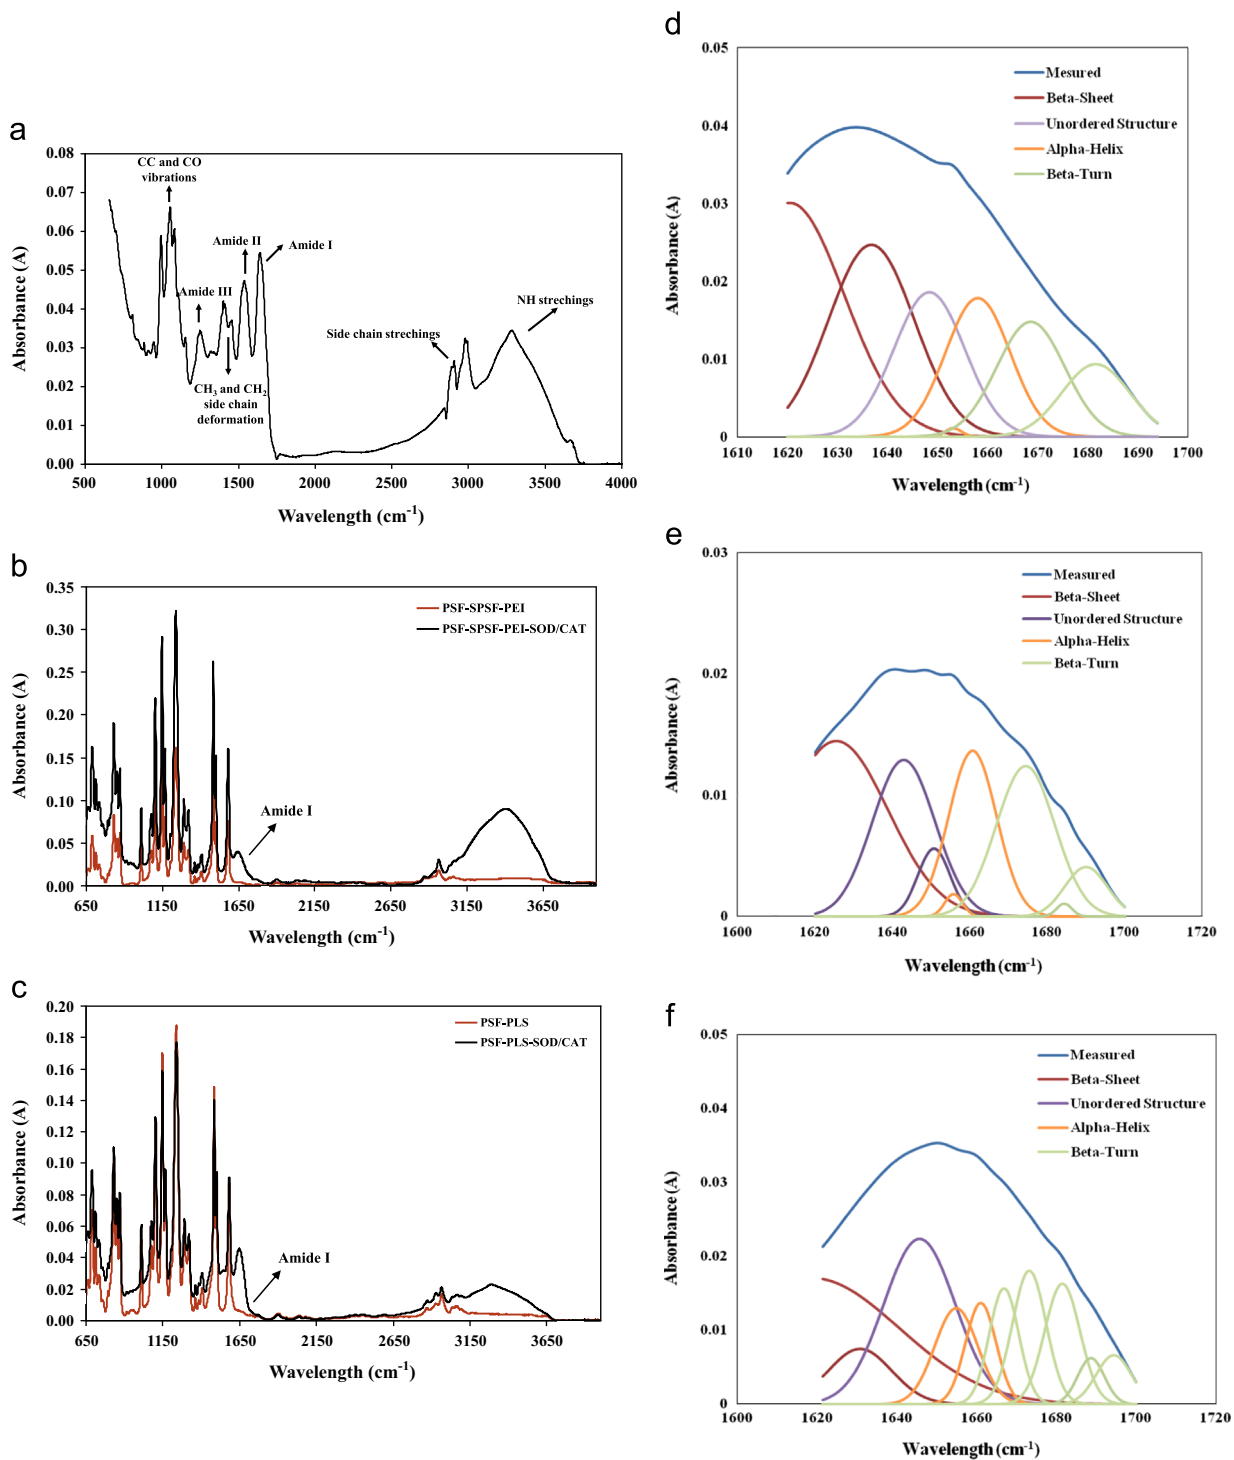 a
0.08
0.07
0.06
0.05
0.04
0.03
0.02
0.01
0.00
Absorbance (A)
CC and CO
vibrations
Amide II
Amide I
Amide III
CH3 and CH2
side chain
deformation
Side chain strechings
NH strechings
500 1000 1500 2000 2500 3000 3500 4000
Wavelength (cm-1)
b
0.35
0.30
0.25
0.20
0.15
0.10
0.05
0.00
Absorbance (A)
PSF-SPSF-PEI
PSF-SPSF-PEI-SOD/CAT
Amide I
650 1150 1650 2150 2650 3150 3650
Wavelength (cm-1)
c
0.20
0.18
0.16
0.14
0.12
0.10
0.08
0.06
0.04
0.02
0.00
Absorbance (A)
PSF-PLS
PSF-PLS-SOD/CAT
Amide I
650 1150 1650 2150 2650 3150 3650
Wavelength (cm-1)
d
0.05
0.04
0.03
0.02
0.01
0
Absorbance (A)
Mesured
Beta-Sheet
Unordered Structure
Alpha-Helix
Beta-Turn
1610 1620 1630 1640 1650 1660 1670 1680 1690 1700
Wavelength (cm-1)
e
0.03
0.02
0.01
0
Absorbance (A)
Measured
Beta-Sheet
Unordered Structure
Alpha-Helix
Beta-Turn
1600 1620 1640 1660 1680 1700 1720
Wavelength (cm-1)
f
0.05
0.04
0.03
0.02
0.01
0
Absorbance (A)
Measured
Beta-Sheet
Unordered Structure
Alpha-Helix
Beta-Turn
1600 1620 1640 1660 1680 1700 1720
Wavelength (cm-1)